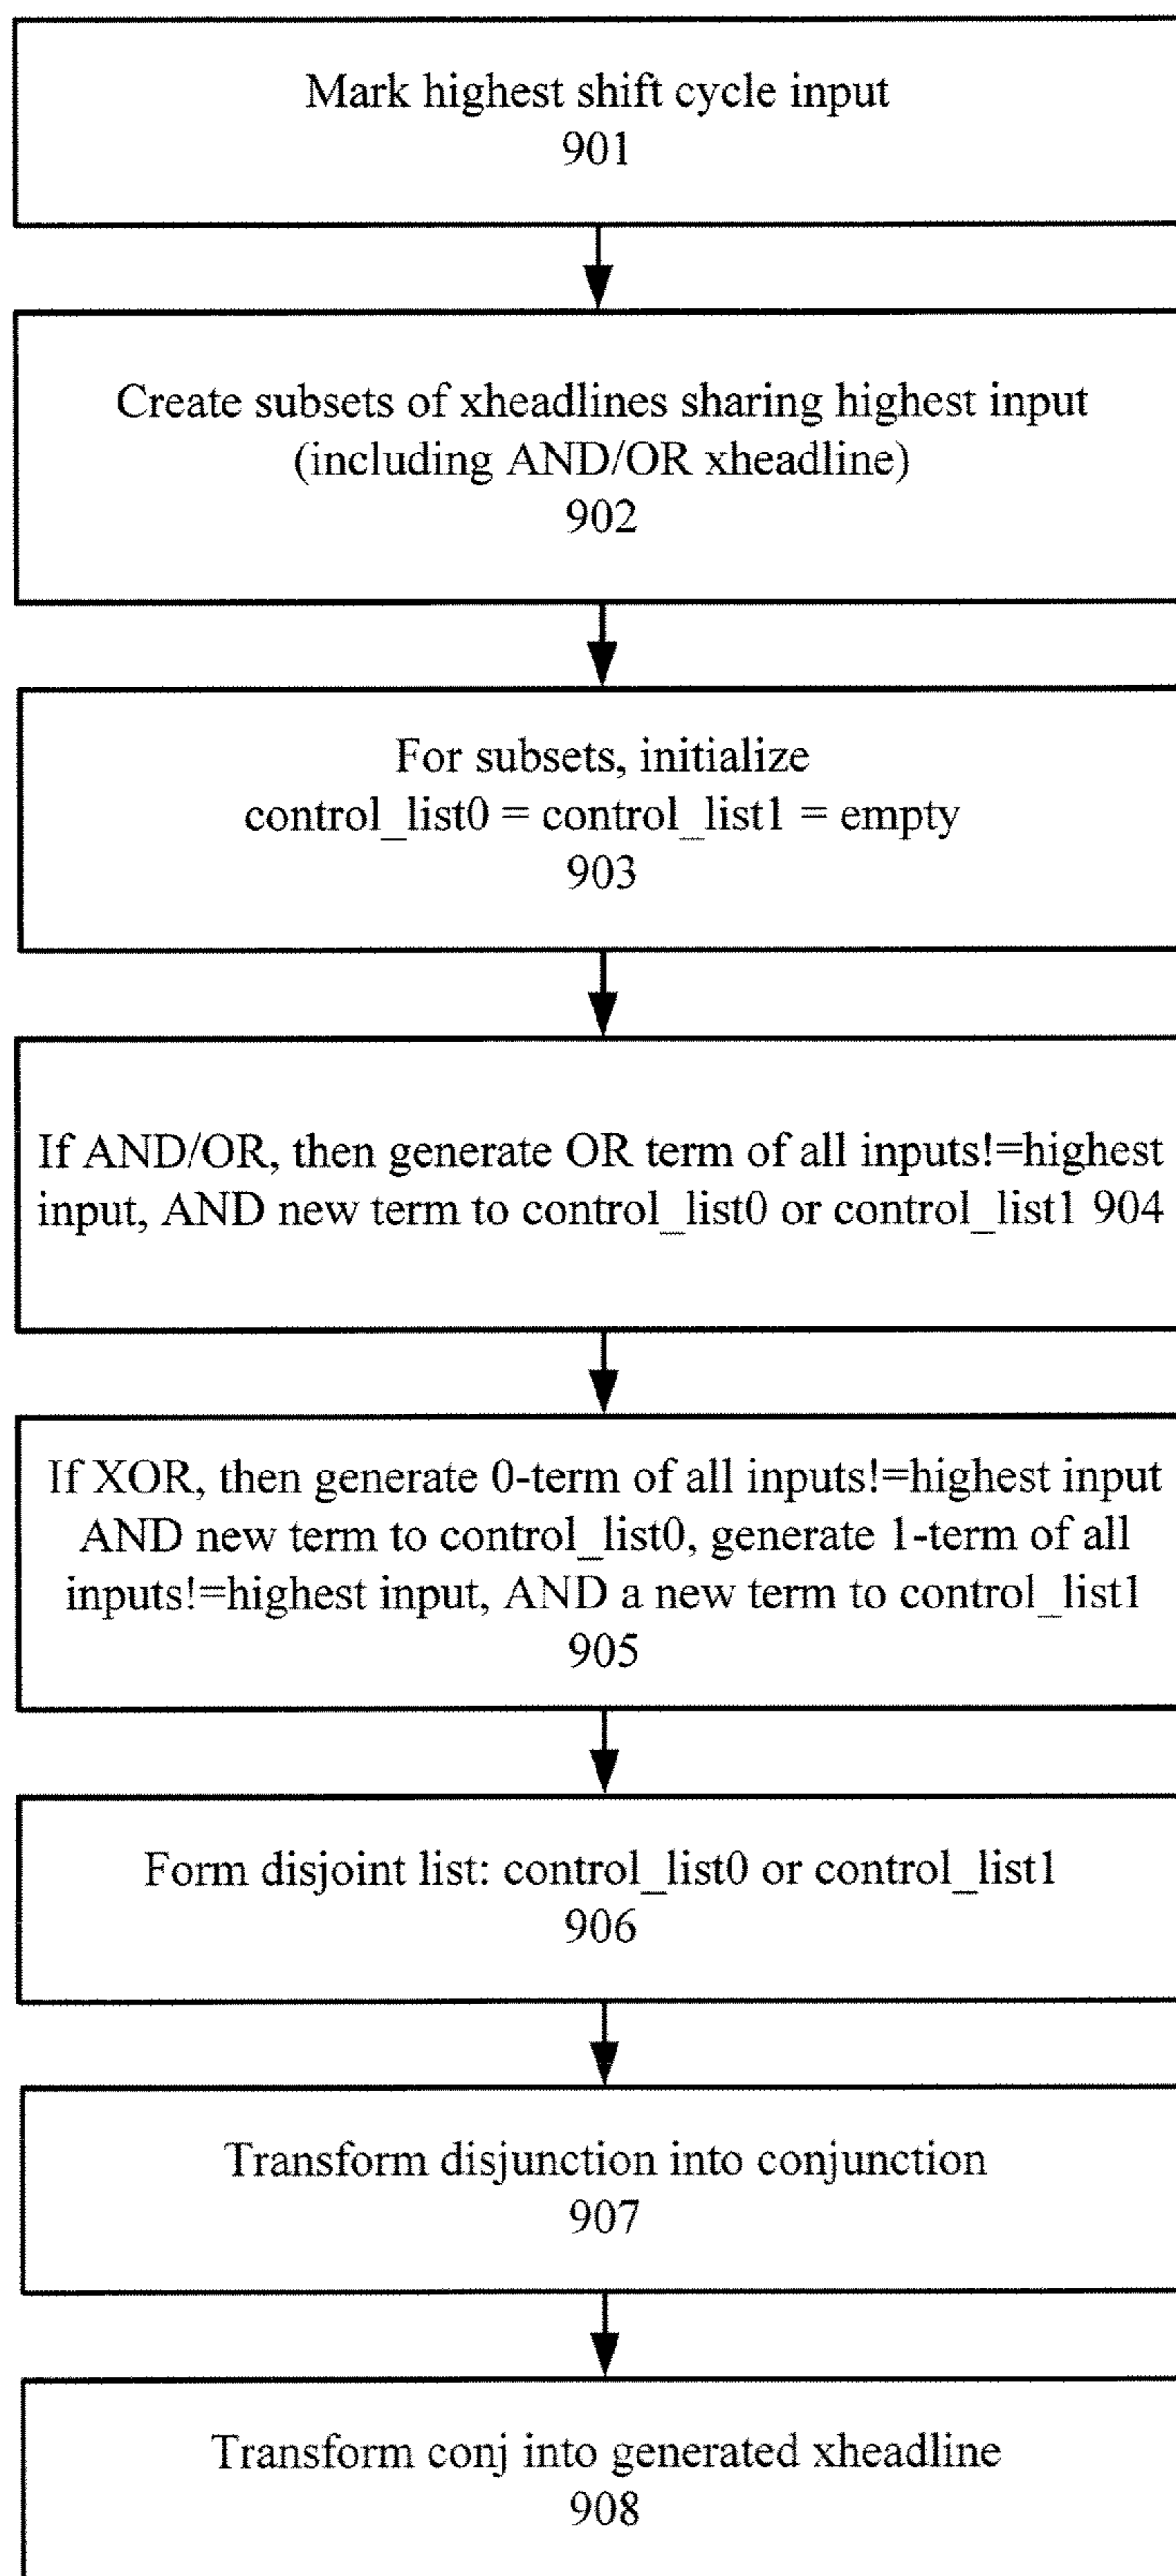 Mark highest shift cycle input
901
Create subsets of xheadlines sharing highest input
(including AND/OR xheadline)
902
For subsets, initialize
control_list0 = control_list1 = empty
903
If AND/OR, then generate OR term of all inputs!=highest
input, AND new term to control_list0 or control_list1 904
If XOR, then generate 0-term of all inputs!=highest input
AND new term to control_list0, generate 1-term of all
inputs!=highest input, AND a new term to control_list1
905
Form disjoint list: control_list0 or control_list1
906
Transform disjunction into conjunction
907
Transform conj into generated xheadline
908